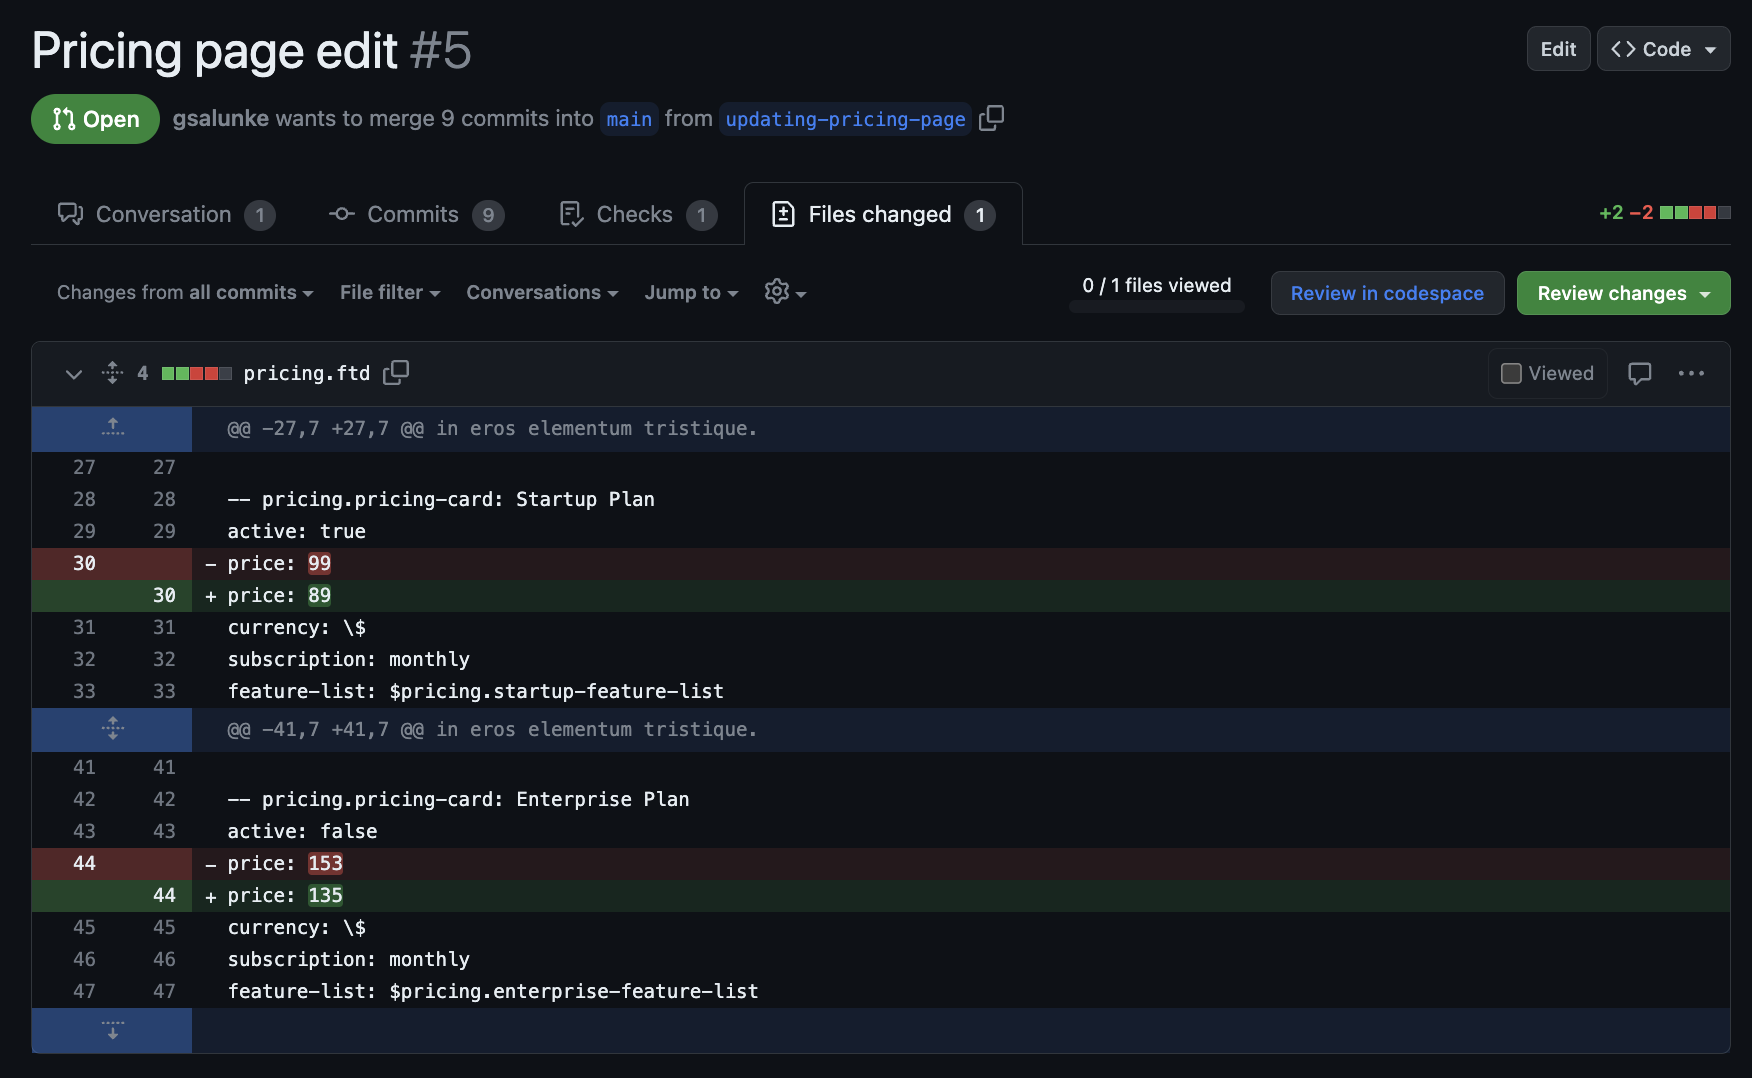 Pricing page edit #5
Edit
Code
Open
gsalunke wants to merge 9 commits into main from updating-pricing-page
Conversation 1
Commits 9
Checks 1
Files changed 1
+2 −2
Changes from all commits
File filter
Conversations
Jump to
0 / 1 files viewed
Review in codespace
Review changes
4 pricing.ftd
Viewed
@@ -27,7 +27,7 @@ in eros elementum tristique.
27 27
28 28 -- pricing.pricing-card: Startup Plan
29 29 active: true
30 - price: 99
30 + price: 89
31 31 currency: \$
32 32 subscription: monthly
33 33 feature-list: $pricing.startup-feature-list
@@ -41,7 +41,7 @@ in eros elementum tristique.
41 41
42 42 -- pricing.pricing-card: Enterprise Plan
43 43 active: false
44 - price: 153
44 + price: 135
45 45 currency: \$
46 46 subscription: monthly
47 47 feature-list: $pricing.enterprise-feature-list